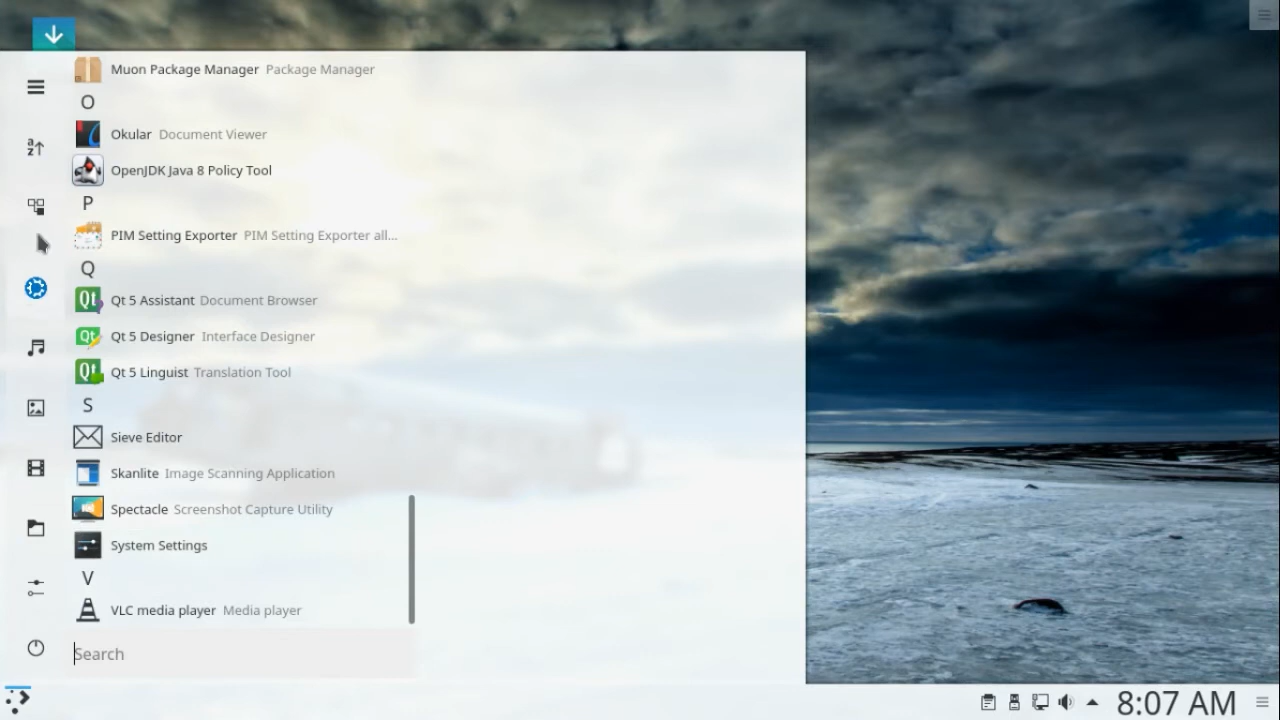 Muon Package Manager Package Manager
O
Okular Document Viewer
OpenJDK Java 8 Policy Tool
P
PIM Setting Exporter PIM Setting Exporter all...
Q
Qt 5 Assistant Document Browser
Qt 5 Designer Interface Designer
Qt 5 Linguist Translation Tool
S
Sieve Editor
Skanlite Image Scanning Application
Spectacle Screenshot Capture Utility
System Settings
V
VLC media player Media player
Search
8:07 AM